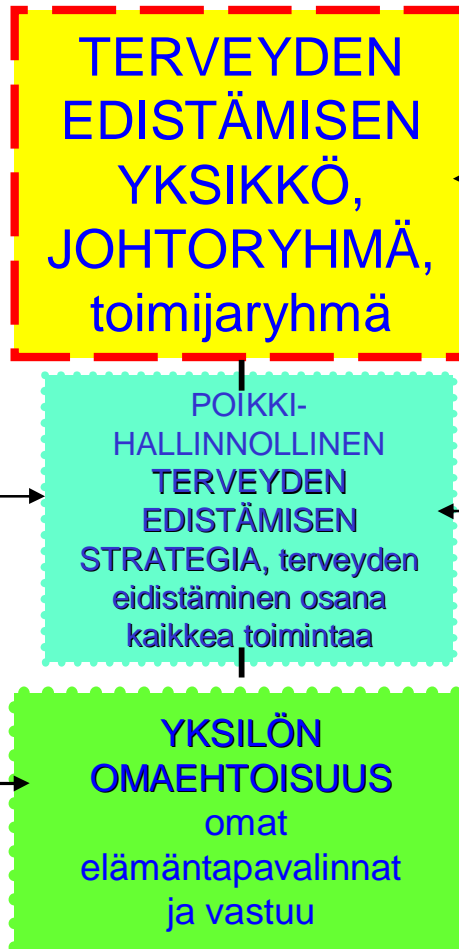 TERVEYDEN
EDISTÄMISEN
YKSIKKÖ,
JOHTORYHMÄ,
toimijaryhmä
POIKKI-
HALLINNOLLINEN
TERVEYDEN
EDISTÄMISEN
STRATEGIA, terveyden
eidistäminen osana
kaikkea toimintaa
YKSILÖN
OMAEHTOISUUS
omat
elämäntapavalinnat
ja vastuu